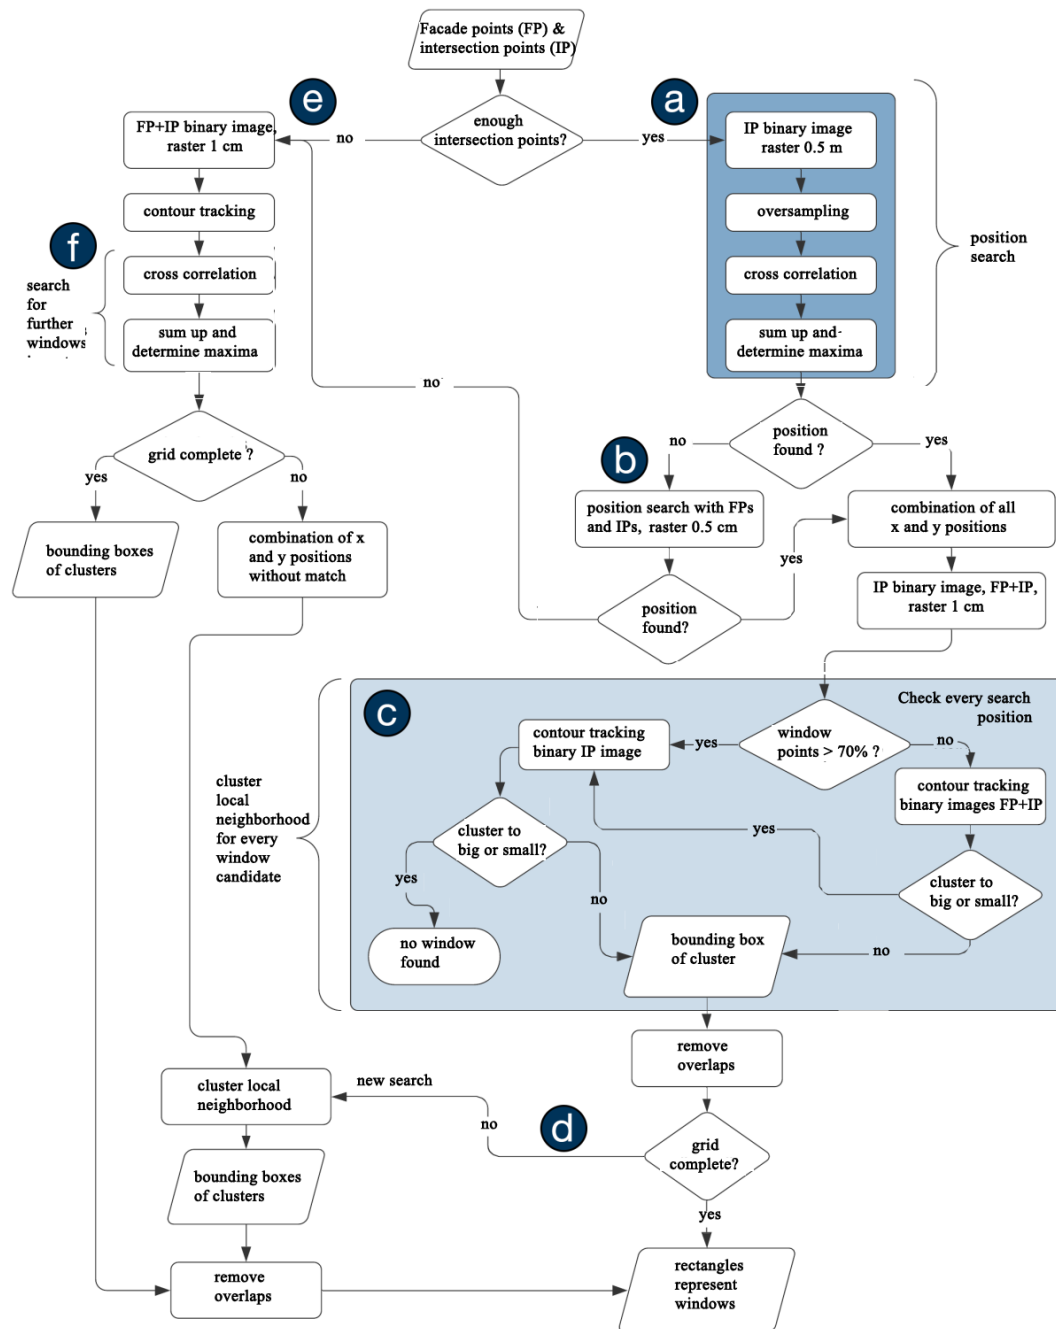 Facade points (FP) &
intersection points (IP)
e
a
enough
intersection points?
no
yes
FP+IP binary image,
raster 1 cm
IP binary image
raster 0.5 m
contour tracking
oversampling
position
search
f
search
for
further
windows
cross correlation
cross correlation
sum up and
determine maxima
sum up and-
determine maxima
no
grid complete ?
yes
no
position
found ?
no
yes
b
position search with FPs
and IPs, raster 0.5 cm
combination of all
x and y positions
bounding boxes
of clusters
combination of x
and y positions
without match
yes
position
found?
IP binary image, FP+IP,
raster 1 cm
c
Check every search
position
window
points > 70% ?
yes
no
contour tracking
binary IP image
contour tracking
binary images FP+IP
cluster
local
neighborhood
for every
window
candidate
cluster to
big or small?
yes
yes
no
cluster to
big or small?
no window
found
bounding box
of cluster
no
remove
overlaps
cluster local
neighborhood
new search
no
d
grid
complete?
yes
bounding boxes
of clusters
remove
overlaps
rectangles
represent
windows